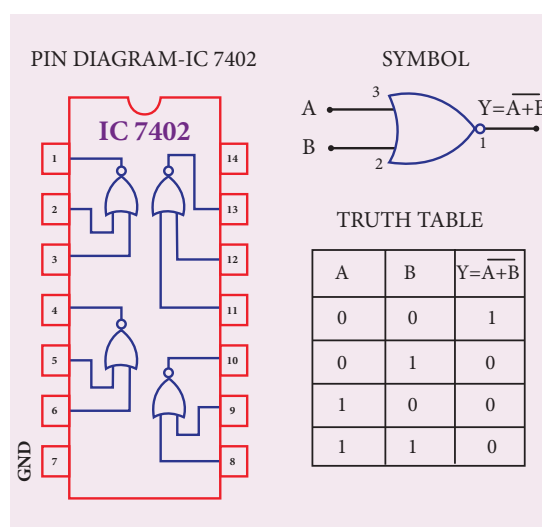 PIN DIAGRAM-IC 7402
IC 7402
1
2
3
4
5
6
7
GND
14
13
12
11
10
9
8
SYMBOL
A
3
B
2
1
Y=A+B
TRUTH TABLE
A B Y=A+B
0 0 1
0 1 0
1 0 0
1 1 0